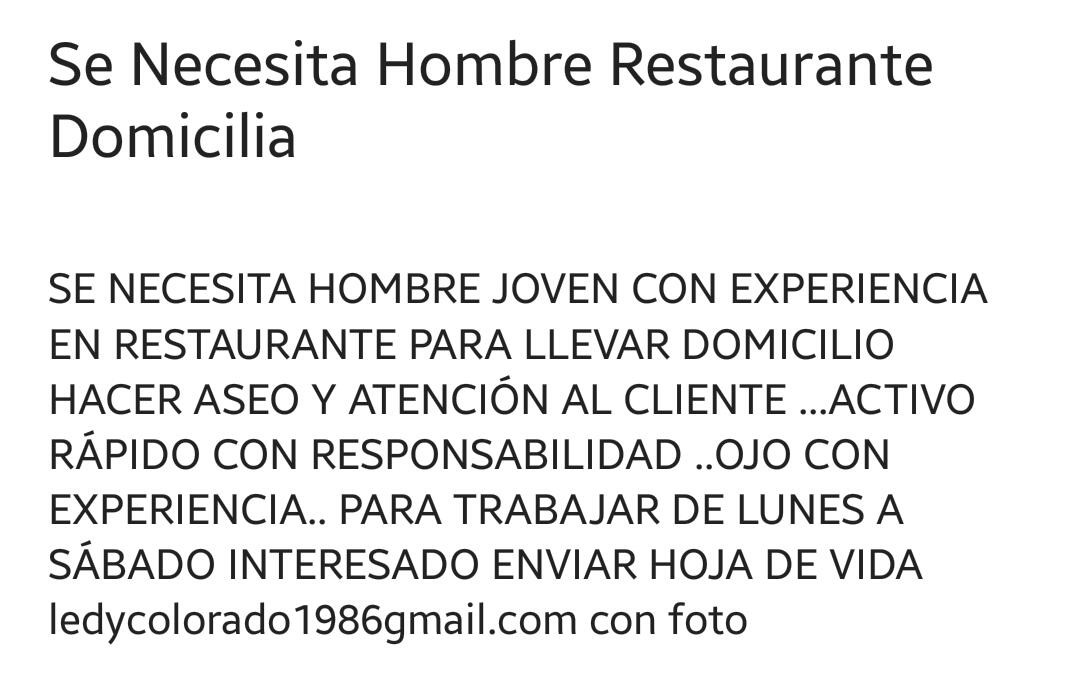 Se Necesita Hombre Restaurante
Domicilia
SE NECESITA HOMBRE JOVEN CON EXPERIENCIA
EN RESTAURANTE PARA LLEVAR DOMICILIO
HACER ASEO Y ATENCIÓN AL CLIENTE ...ACTIVO
RÁPIDO CON RESPONSABILIDAD ..OJO CON
EXPERIENCIA.. PARA TRABAJAR DE LUNES A
SÁBADO INTERESADO ENVIAR HOJA DE VIDA
ledycolorado1986gmail.com con foto